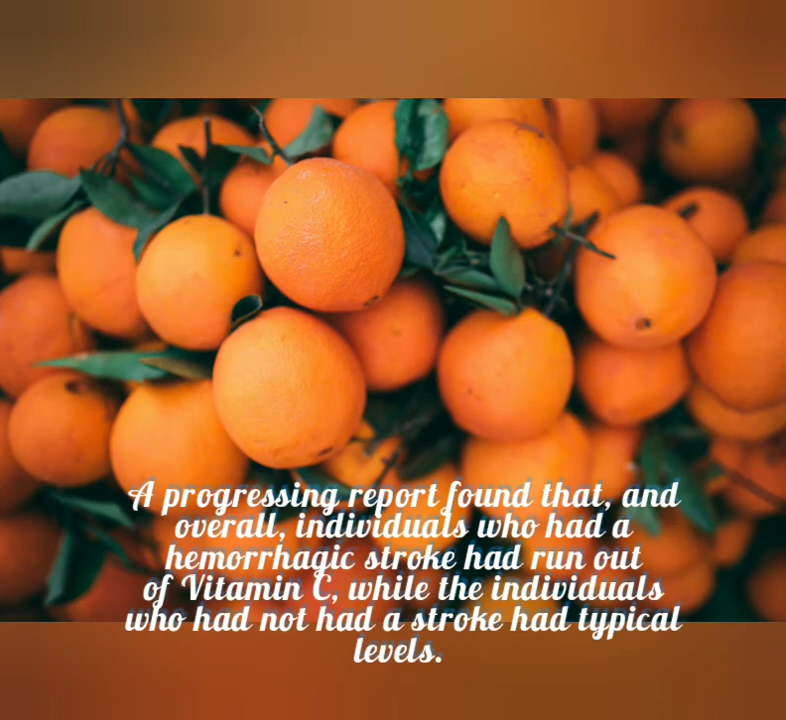 A progressing report found that, and
overall, individuals who had a
hemorrhagic stroke had run out
of Vitamin C, while the individuals
who had not had a stroke had typical
levels.